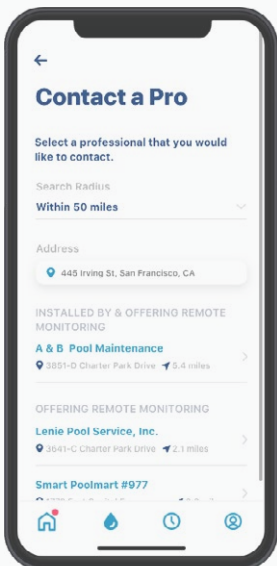 Contact a Pro
Select a professional that you would
like to contact.
Search Radius
Within 50 miles
Address
445 Irving St, San Francisco, CA
INSTALLED BY & OFFERING REMOTE
MONITORING
A & B Pool Maintenance
3851-D Charter Park Drive 5.4 miles
OFFERING REMOTE MONITORING
Lenie Pool Service, Inc.
3641-C Charter Park Drive 2.1 miles
Smart Poolmart #977